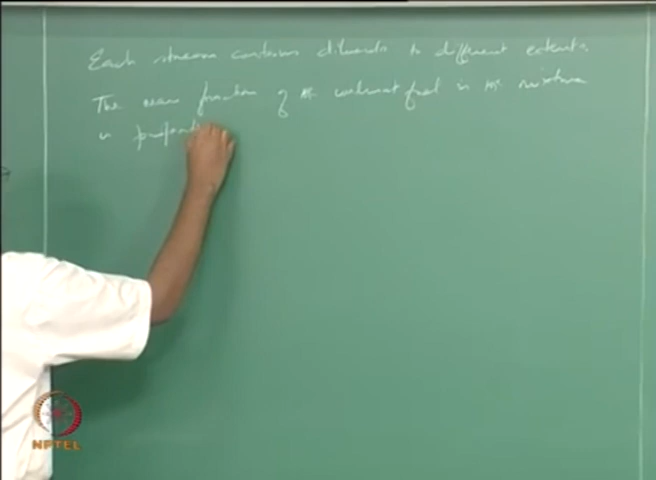 Each stream contains diluents to different extents.
The mass fraction of the unburnt fuel in the mixture
is
NPTEL